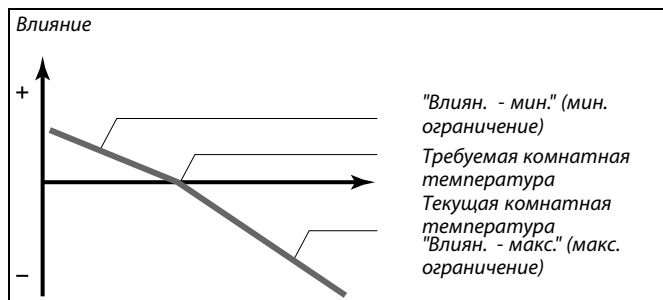 Влияние
+
"Влиян. - мин." (мин.
ограничение)
Требуемая комнатная
температура
Текущая комнатная
температура
"Влиян. - макс." (макс.
ограничение)
–